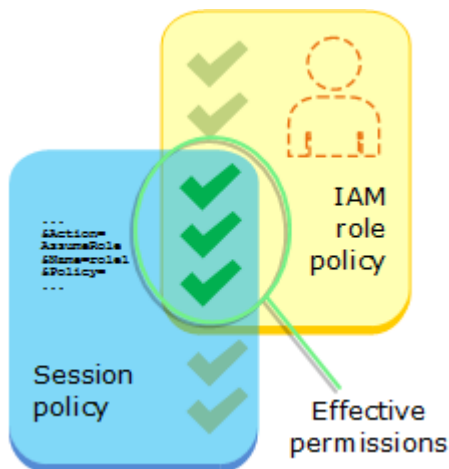 IAM
role
policy
...
&Action=
AssumeRole
&Name=role1
&Policy=
...
Session
policy
Effective
permissions